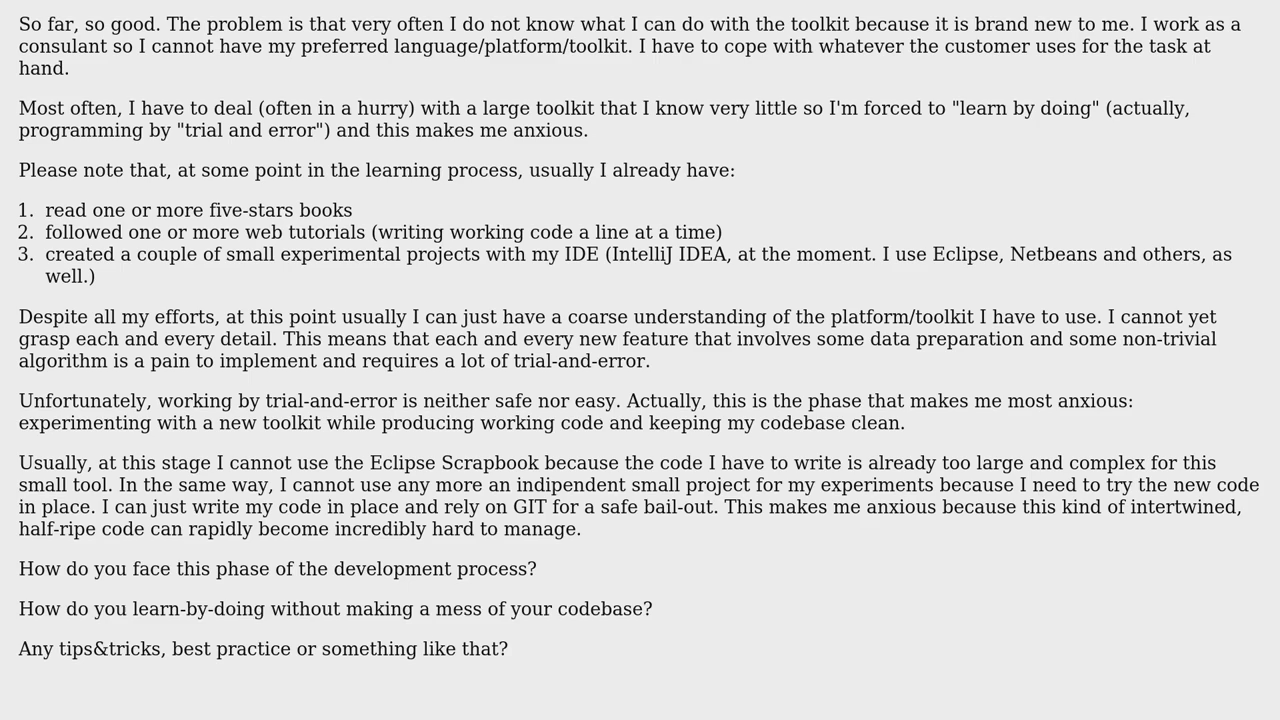 So far, so good. The problem is that very often I do not know what I can do with the toolkit because it is brand new to me. I work as a
consulant so I cannot have my preferred language/platform/toolkit. I have to cope with whatever the customer uses for the task at
hand.
Most often, I have to deal (often in a hurry) with a large toolkit that I know very little so I'm forced to "learn by doing" (actually,
programming by "trial and error") and this makes me anxious.
Please note that, at some point in the learning process, usually I already have:
1. read one or more five-stars books
2. followed one or more web tutorials (writing working code a line at a time)
3. created a couple of small experimental projects with my IDE (IntelliJ IDEA, at the moment. I use Eclipse, Netbeans and others, as
well.)
Despite all my efforts, at this point usually I can just have a coarse understanding of the platform/toolkit I have to use. I cannot yet
grasp each and every detail. This means that each and every new feature that involves some data preparation and some non-trivial
algorithm is a pain to implement and requires a lot of trial-and-error.
Unfortunately, working by trial-and-error is neither safe nor easy. Actually, this is the phase that makes me most anxious:
experimenting with a new toolkit while producing working code and keeping my codebase clean.
Usually, at this stage I cannot use the Eclipse Scrapbook because the code I have to write is already too large and complex for this
small tool. In the same way, I cannot use any more an indipendent small project for my experiments because I need to try the new code
in place. I can just write my code in place and rely on GIT for a safe bail-out. This makes me anxious because this kind of intertwined,
half-ripe code can rapidly become incredibly hard to manage.
How do you face this phase of the development process?
How do you learn-by-doing without making a mess of your codebase?
Any tips&tricks, best practice or something like that?